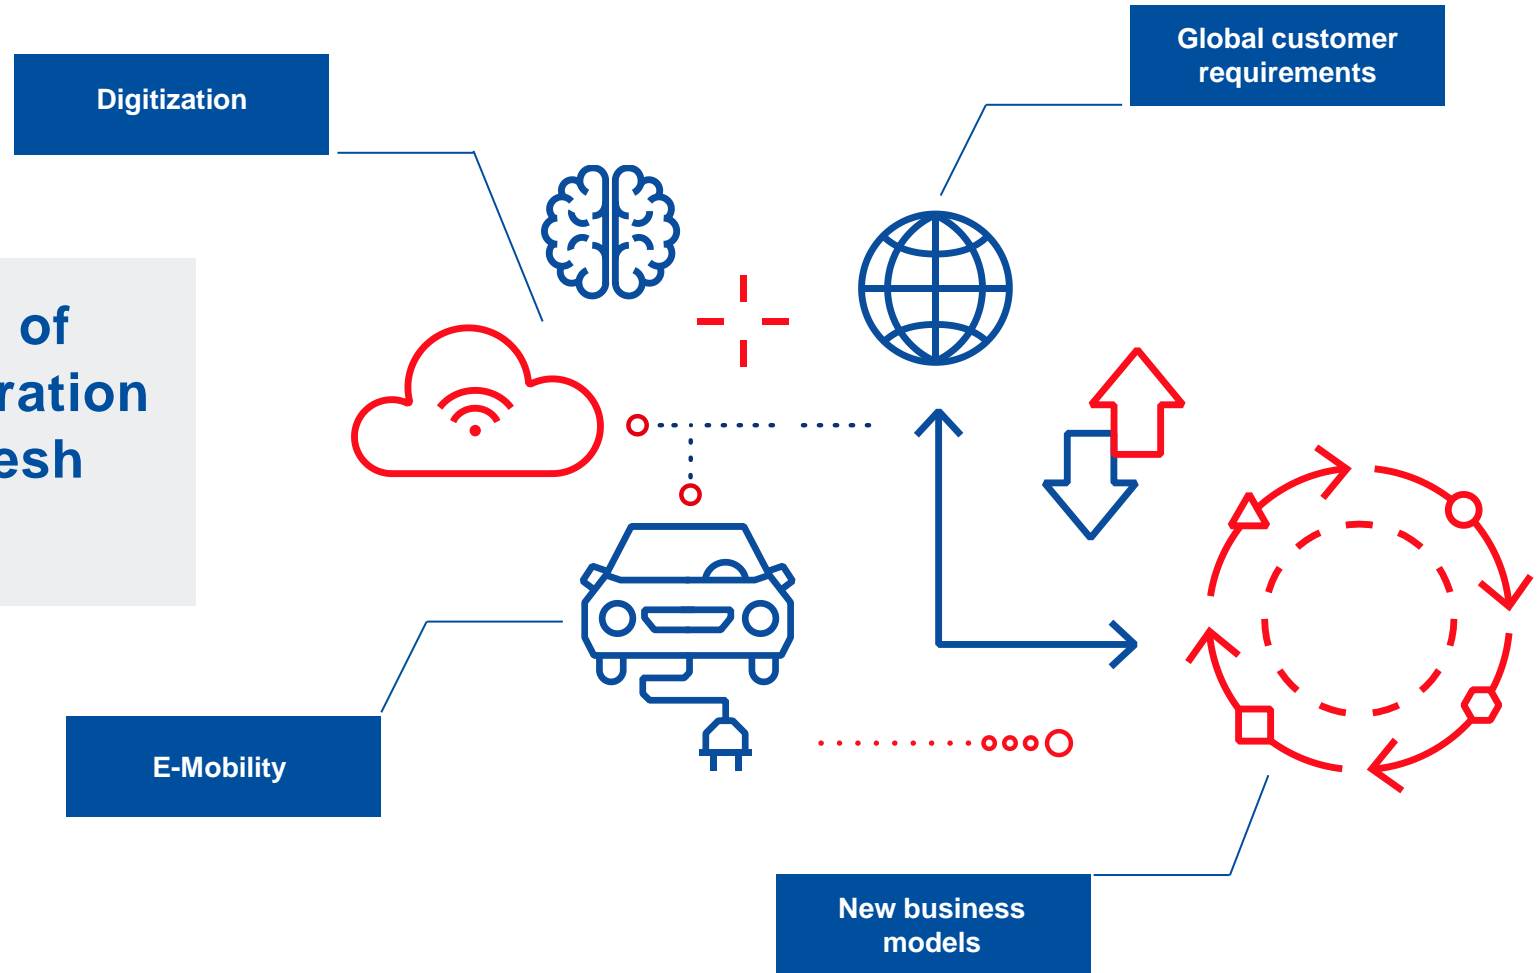 Global customer
requirements
Digitization
of
ration
esh
E-Mobility
New business
models